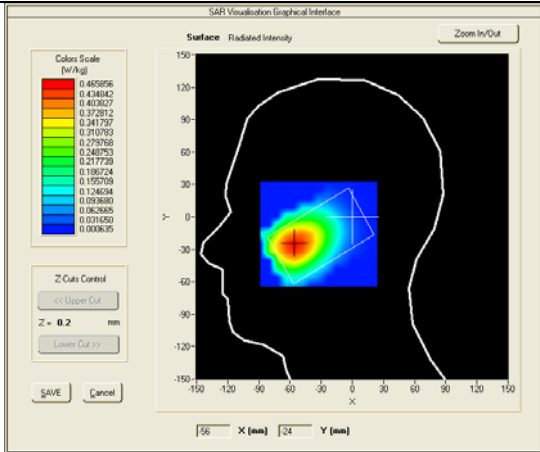 SAR Visualisation Graphical Interface
Surface Radiated Intensity
Zoom In/Out
Colors Scale
(W/kg)
0.465856
0.434842
0.403827
0.372812
0.341797
0.310783
0.279768
0.248753
0.217739
0.186724
0.155709
0.124694
0.093680
0.062665
0.031650
0.000635
Z Cuts Control
<< Upper Cut
Z = 0.2 mm
Lower Cut >>
SAVE Cancel
150
120
90
60
30
0
-30
-60
-90
-120
-150
Y
-150 -120 -90 -60 -30 0 30 60 90 120 150
X
-56 X (mm) -24 Y (mm)